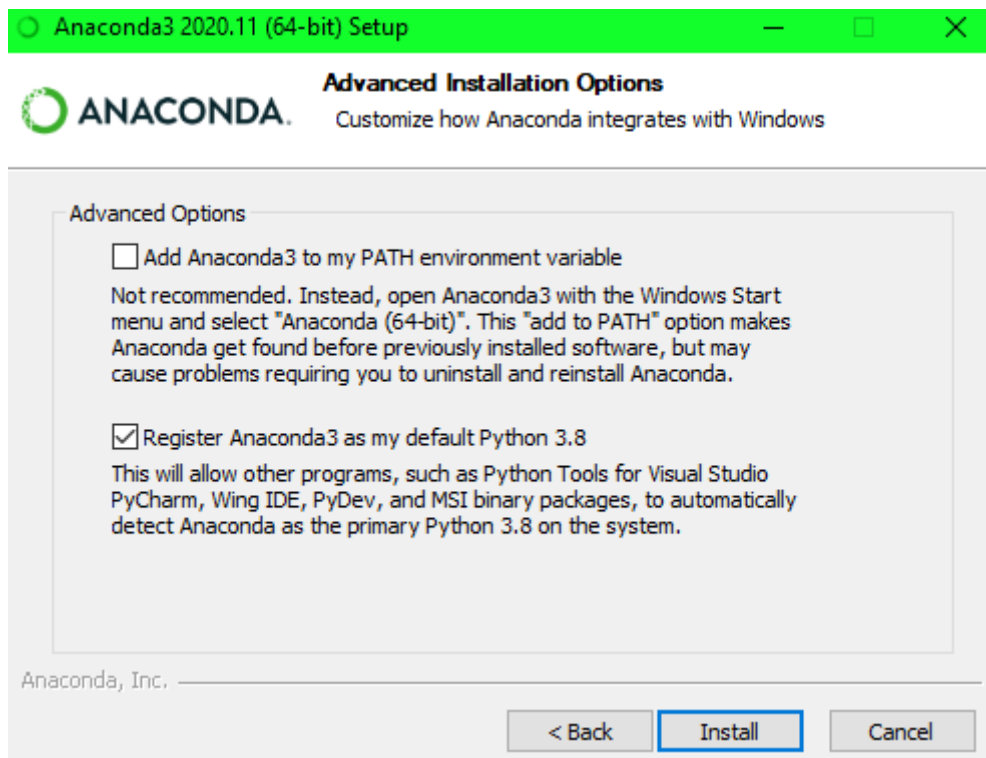 Anaconda3 2020.11 (64-bit) Setup
ANACONDA.
Advanced Installation Options
Customize how Anaconda integrates with Windows
Advanced Options
Add Anaconda3 to my PATH environment variable
Not recommended. Instead, open Anaconda3 with the Windows Start
menu and select "Anaconda (64-bit)". This "add to PATH" option makes
Anaconda get found before previously installed software, but may
cause problems requiring you to uninstall and reinstall Anaconda.
Register Anaconda3 as my default Python 3.8
This will allow other programs, such as Python Tools for Visual Studio
PyCharm, Wing IDE, PyDev, and MSI binary packages, to automatically
detect Anaconda as the primary Python 3.8 on the system.
Anaconda, Inc.
< Back Install Cancel